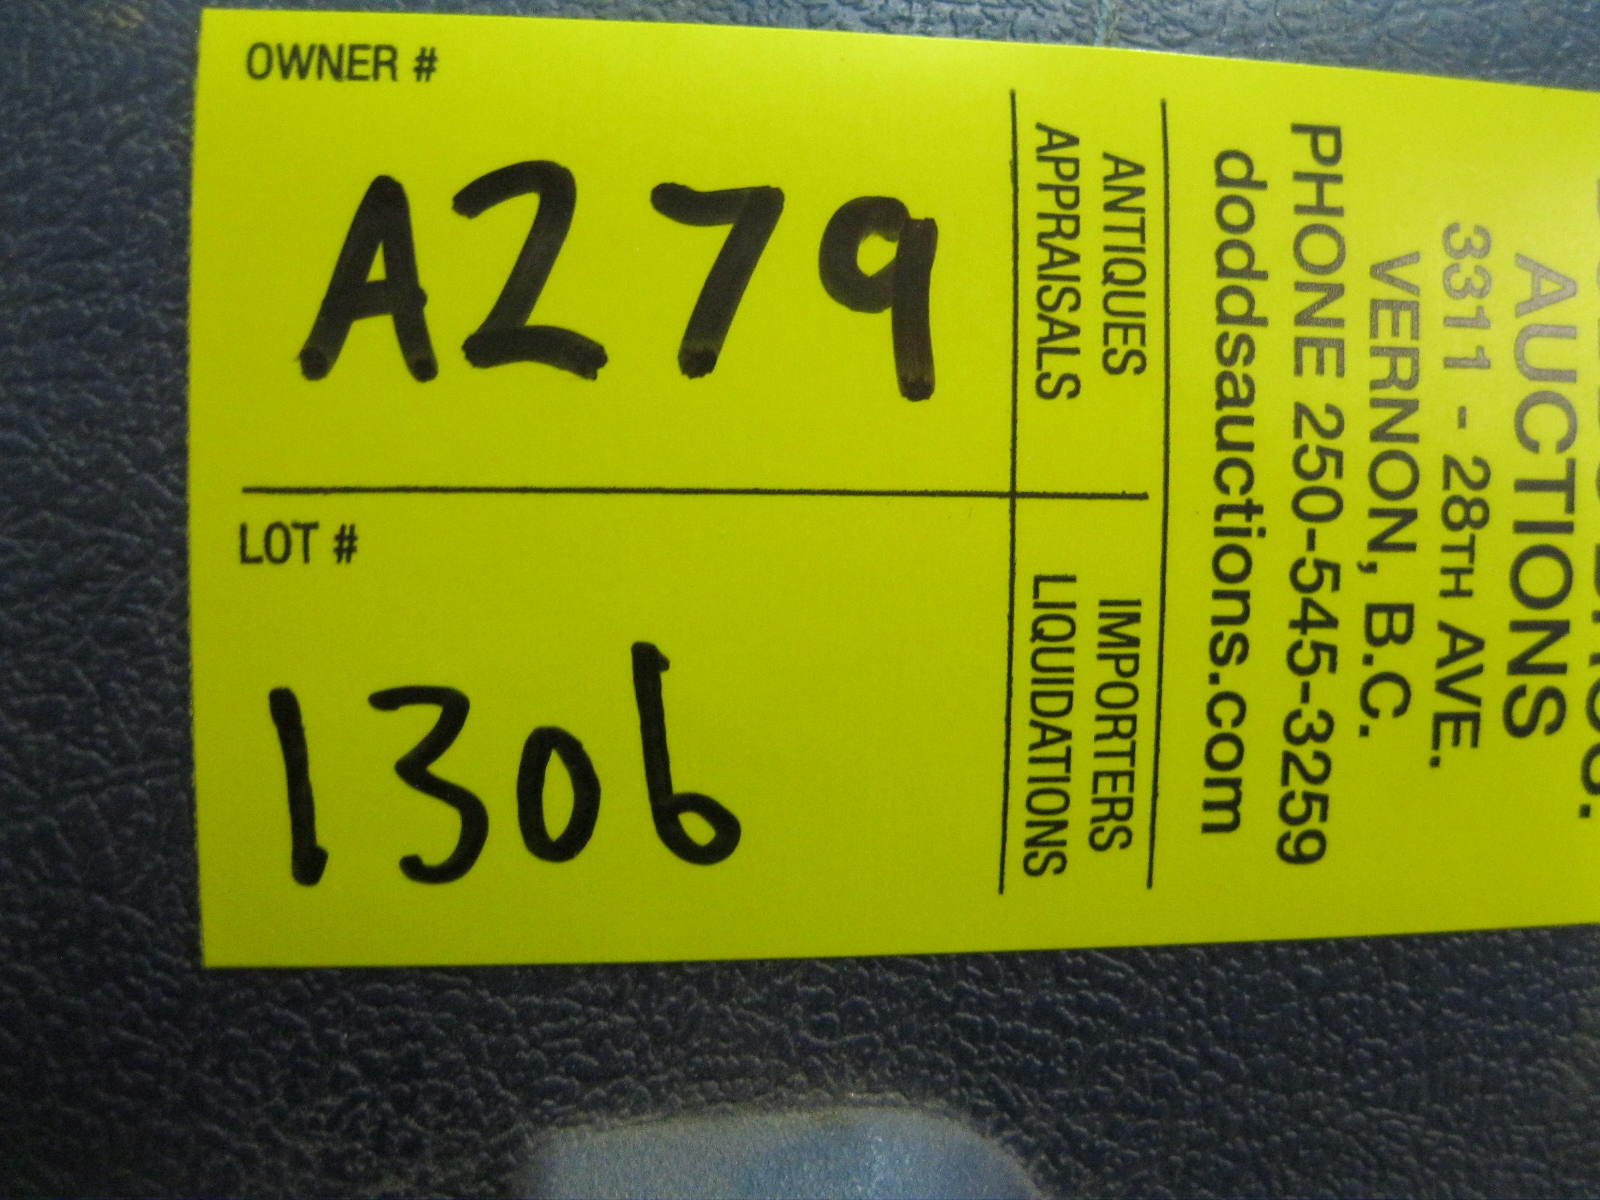 OWNER #
A279
LOT #
1306
AUCTIONS
3311 - 28TH AVE.
VERNON, B.C.
PHONE 250-545-3259
doddsauctions.com
ANTIQUES IMPORTERS
APPRAISALS LIQUIDATIONS